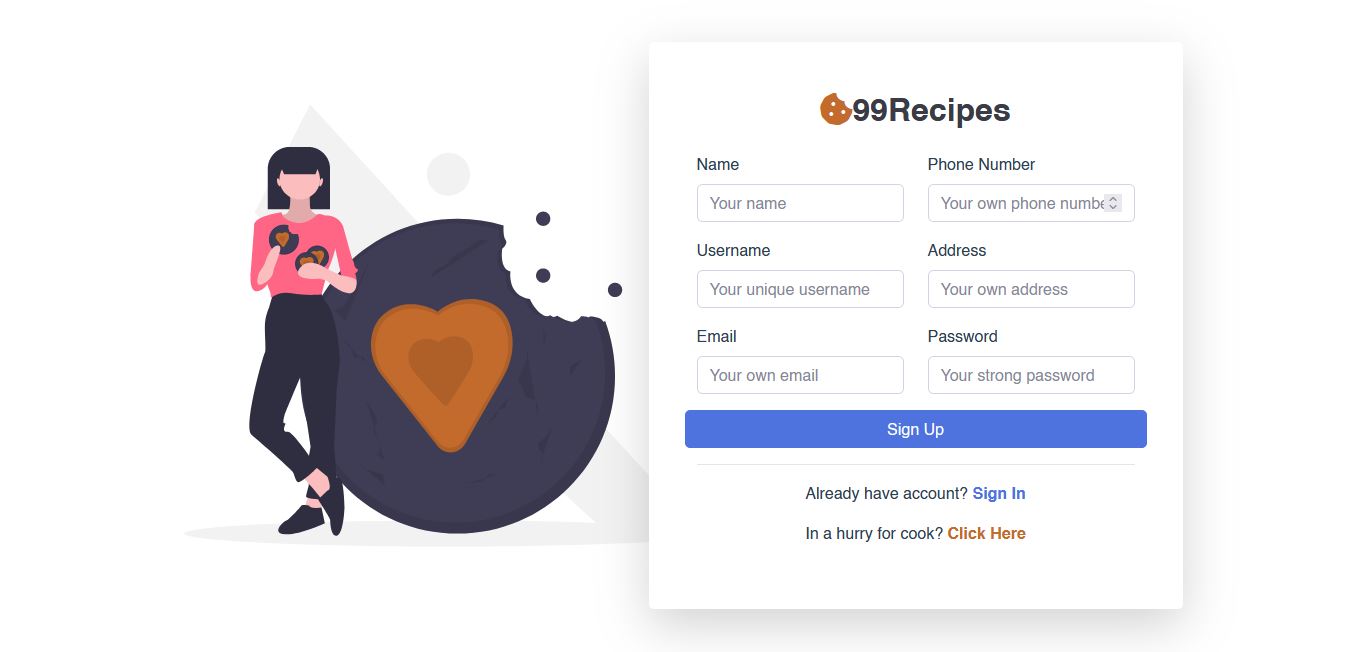 99Recipes
Name
Phone Number
Your name
Your own phone numbe
Username
Address
Your unique username
Your own address
Email
Password
Your own email
Your strong password
Sign Up
Already have account? Sign In
In a hurry for cook? Click Here